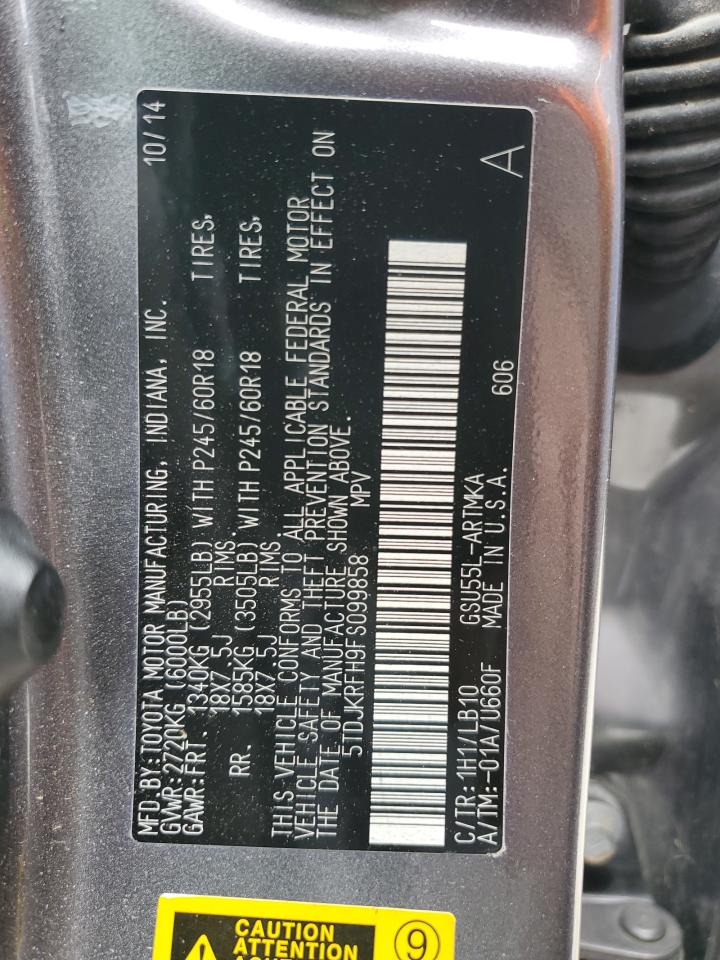 MFD.BY:TOYOTA MOTOR MANUFACTURING, INDIANA, INC. 10/14
GVWR:2720KG (6000LB)
GAWR:FRT. 1340KG (2955LB) WITH P245/60R18 TIRES,
18X7.5J RIMS.
RR. 1585KG (3505LB) WITH P245/60R18 TIRES,
18X7.5J RIMS.
THIS VEHICLE CONFORMS TO ALL APPLICABLE FEDERAL MOTOR
VEHICLE SAFETY AND THEFT PREVENTION STANDARDS IN EFFECT ON
THE DATE OF MANUFACTURE SHOWN ABOVE.
5TDJKRFH9FS099858 MPV
C/TR:1H1/LB10 GSU55L-ARTMKA
A/TM:-01A/U660F MADE IN U.S.A. 606 A
CAUTION
ATTENTION
9